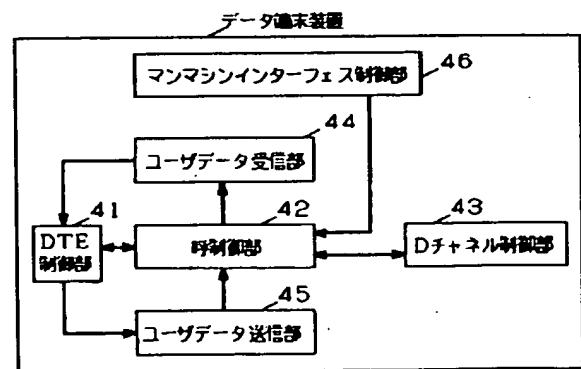 データ端末装置
マンマシンインターフェス制御部
46
44
ユーザデータ受信部
41
42
43
DTE
制御部
呼制御部
Dチャネル制御部
45
ユーザデータ送信部